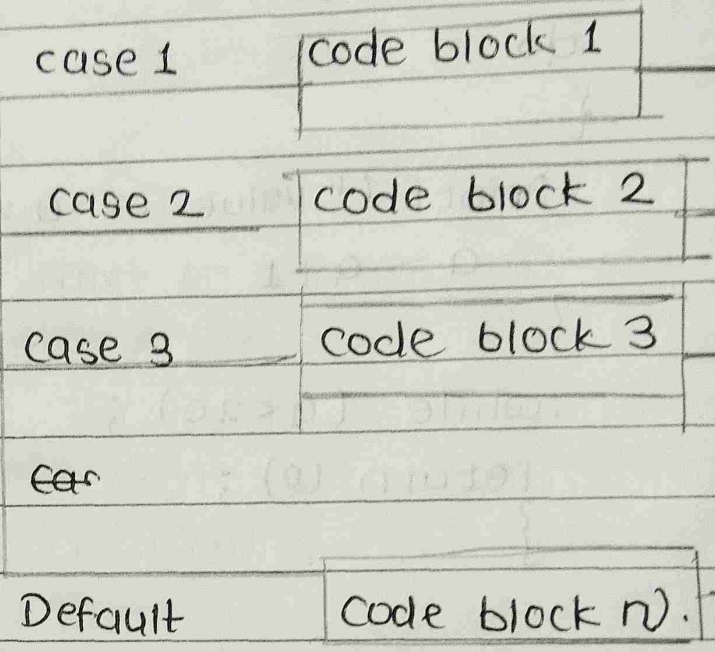 case 1 code block 1
case 2 code block 2
case 3 code block 3
Default code block n.